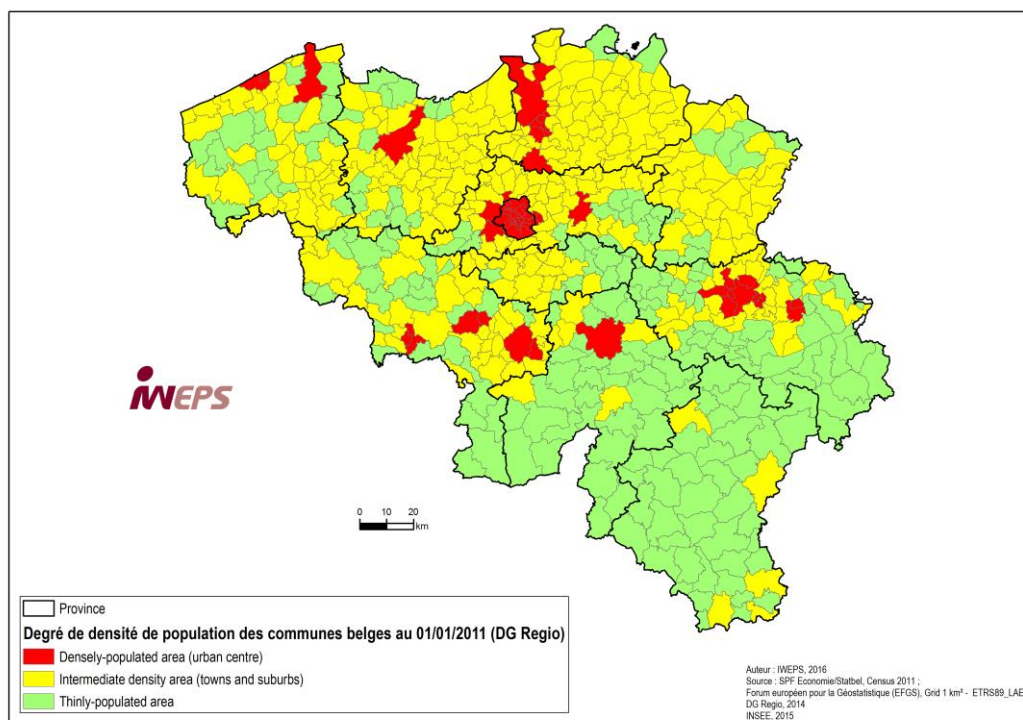 iWEPS
0 10 20
km
Province
Degré de densité de population des communes belges au 01/01/2011 (DG Regio)
Densely-populated area (urban centre)
Intermediate density area (towns and suburbs)
Thinly-populated area
Auteur : IWEPS, 2016
Source : SPF Economie/Statbel, Census 2011 ;
Forum européen pour la Géostatistique (EFGS), Grid 1 km² - ETRS89_LAE
DG Regio, 2014
INSEE, 2015